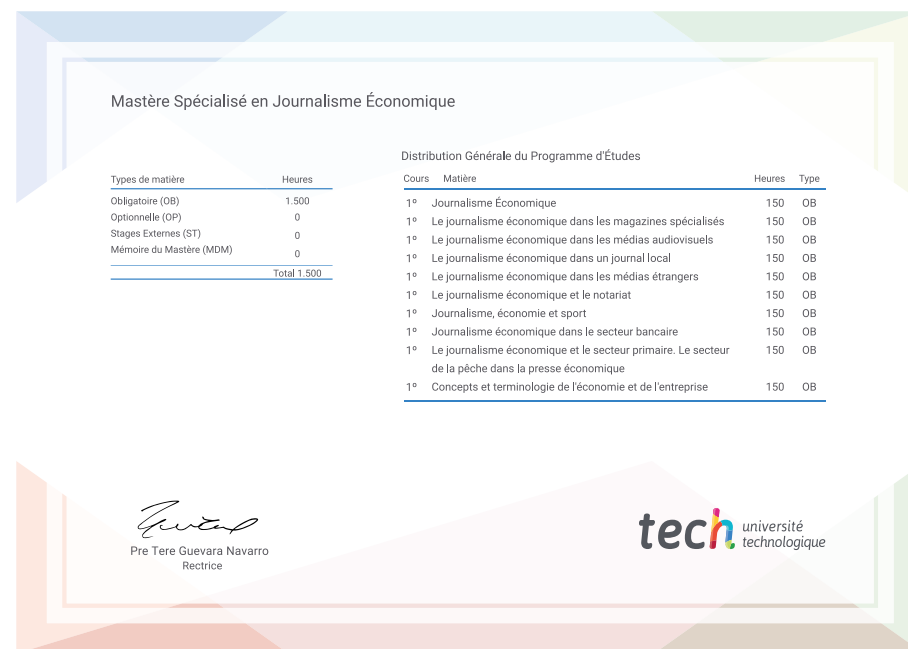 Mastère Spécialisé en Journalisme Économique
Types de matière Heures
Obligatoire (OB) 1.500
Optionnelle (OP) 0
Stages Externes (ST) 0
Mémoire du Mastère (MDM) 0
Total 1.500
Distribution Générale du Programme d'Études
Cours Matière Heures Type
1º Journalisme Économique 150 OB
1º Le journalisme économique dans les magazines spécialisés 150 OB
1º Le journalisme économique dans les médias audiovisuels 150 OB
1º Le journalisme économique dans un journal local 150 OB
1º Le journalisme économique dans les médias étrangers 150 OB
1º Le journalisme économique et le notariat 150 OB
1º Journalisme, économie et sport 150 OB
1º Journalisme économique dans le secteur bancaire 150 OB
1º Le journalisme économique et le secteur primaire. Le secteur 150 OB
de la pêche dans la presse économique
1º Concepts et terminologie de l'économie et de l'entreprise 150 OB
Pre Tere Guevara Navarro
Rectrice
tech université
technologique